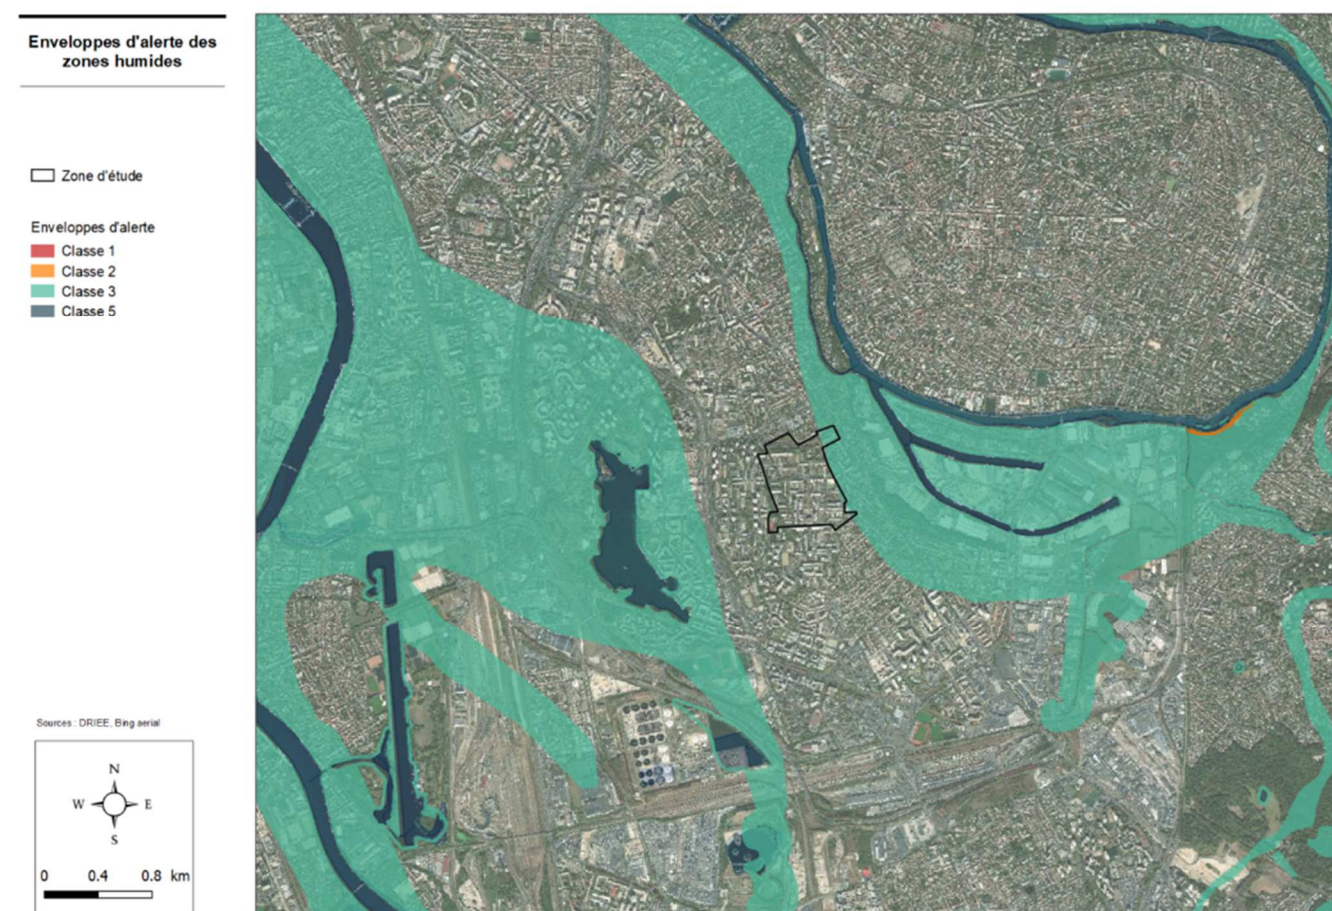 Enveloppes d'alerte des
zones humides
Zone d'étude
Enveloppes d'alerte
Classe 1
Classe 2
Classe 3
Classe 5
Sources : DRIEE, Bing aerial
N
W E
S
0 0.4 0.8 km